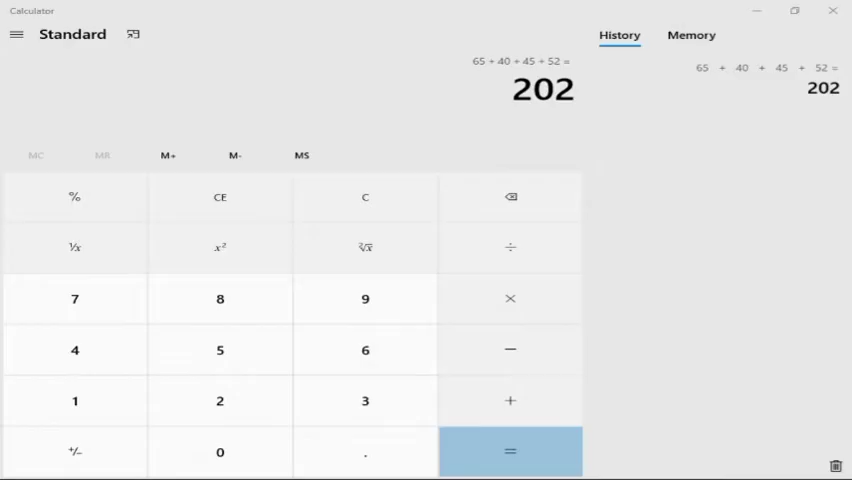 Calculator
Standard
History Memory
65 + 40 + 45 + 52 =
202
65 + 40 + 45 + 52 =
202
MC MR M+ M- MS
% CE C
⅟x x² ²√x ÷
7 8 9 ×
4 5 6 −
1 2 3 +
+/− 0 . =